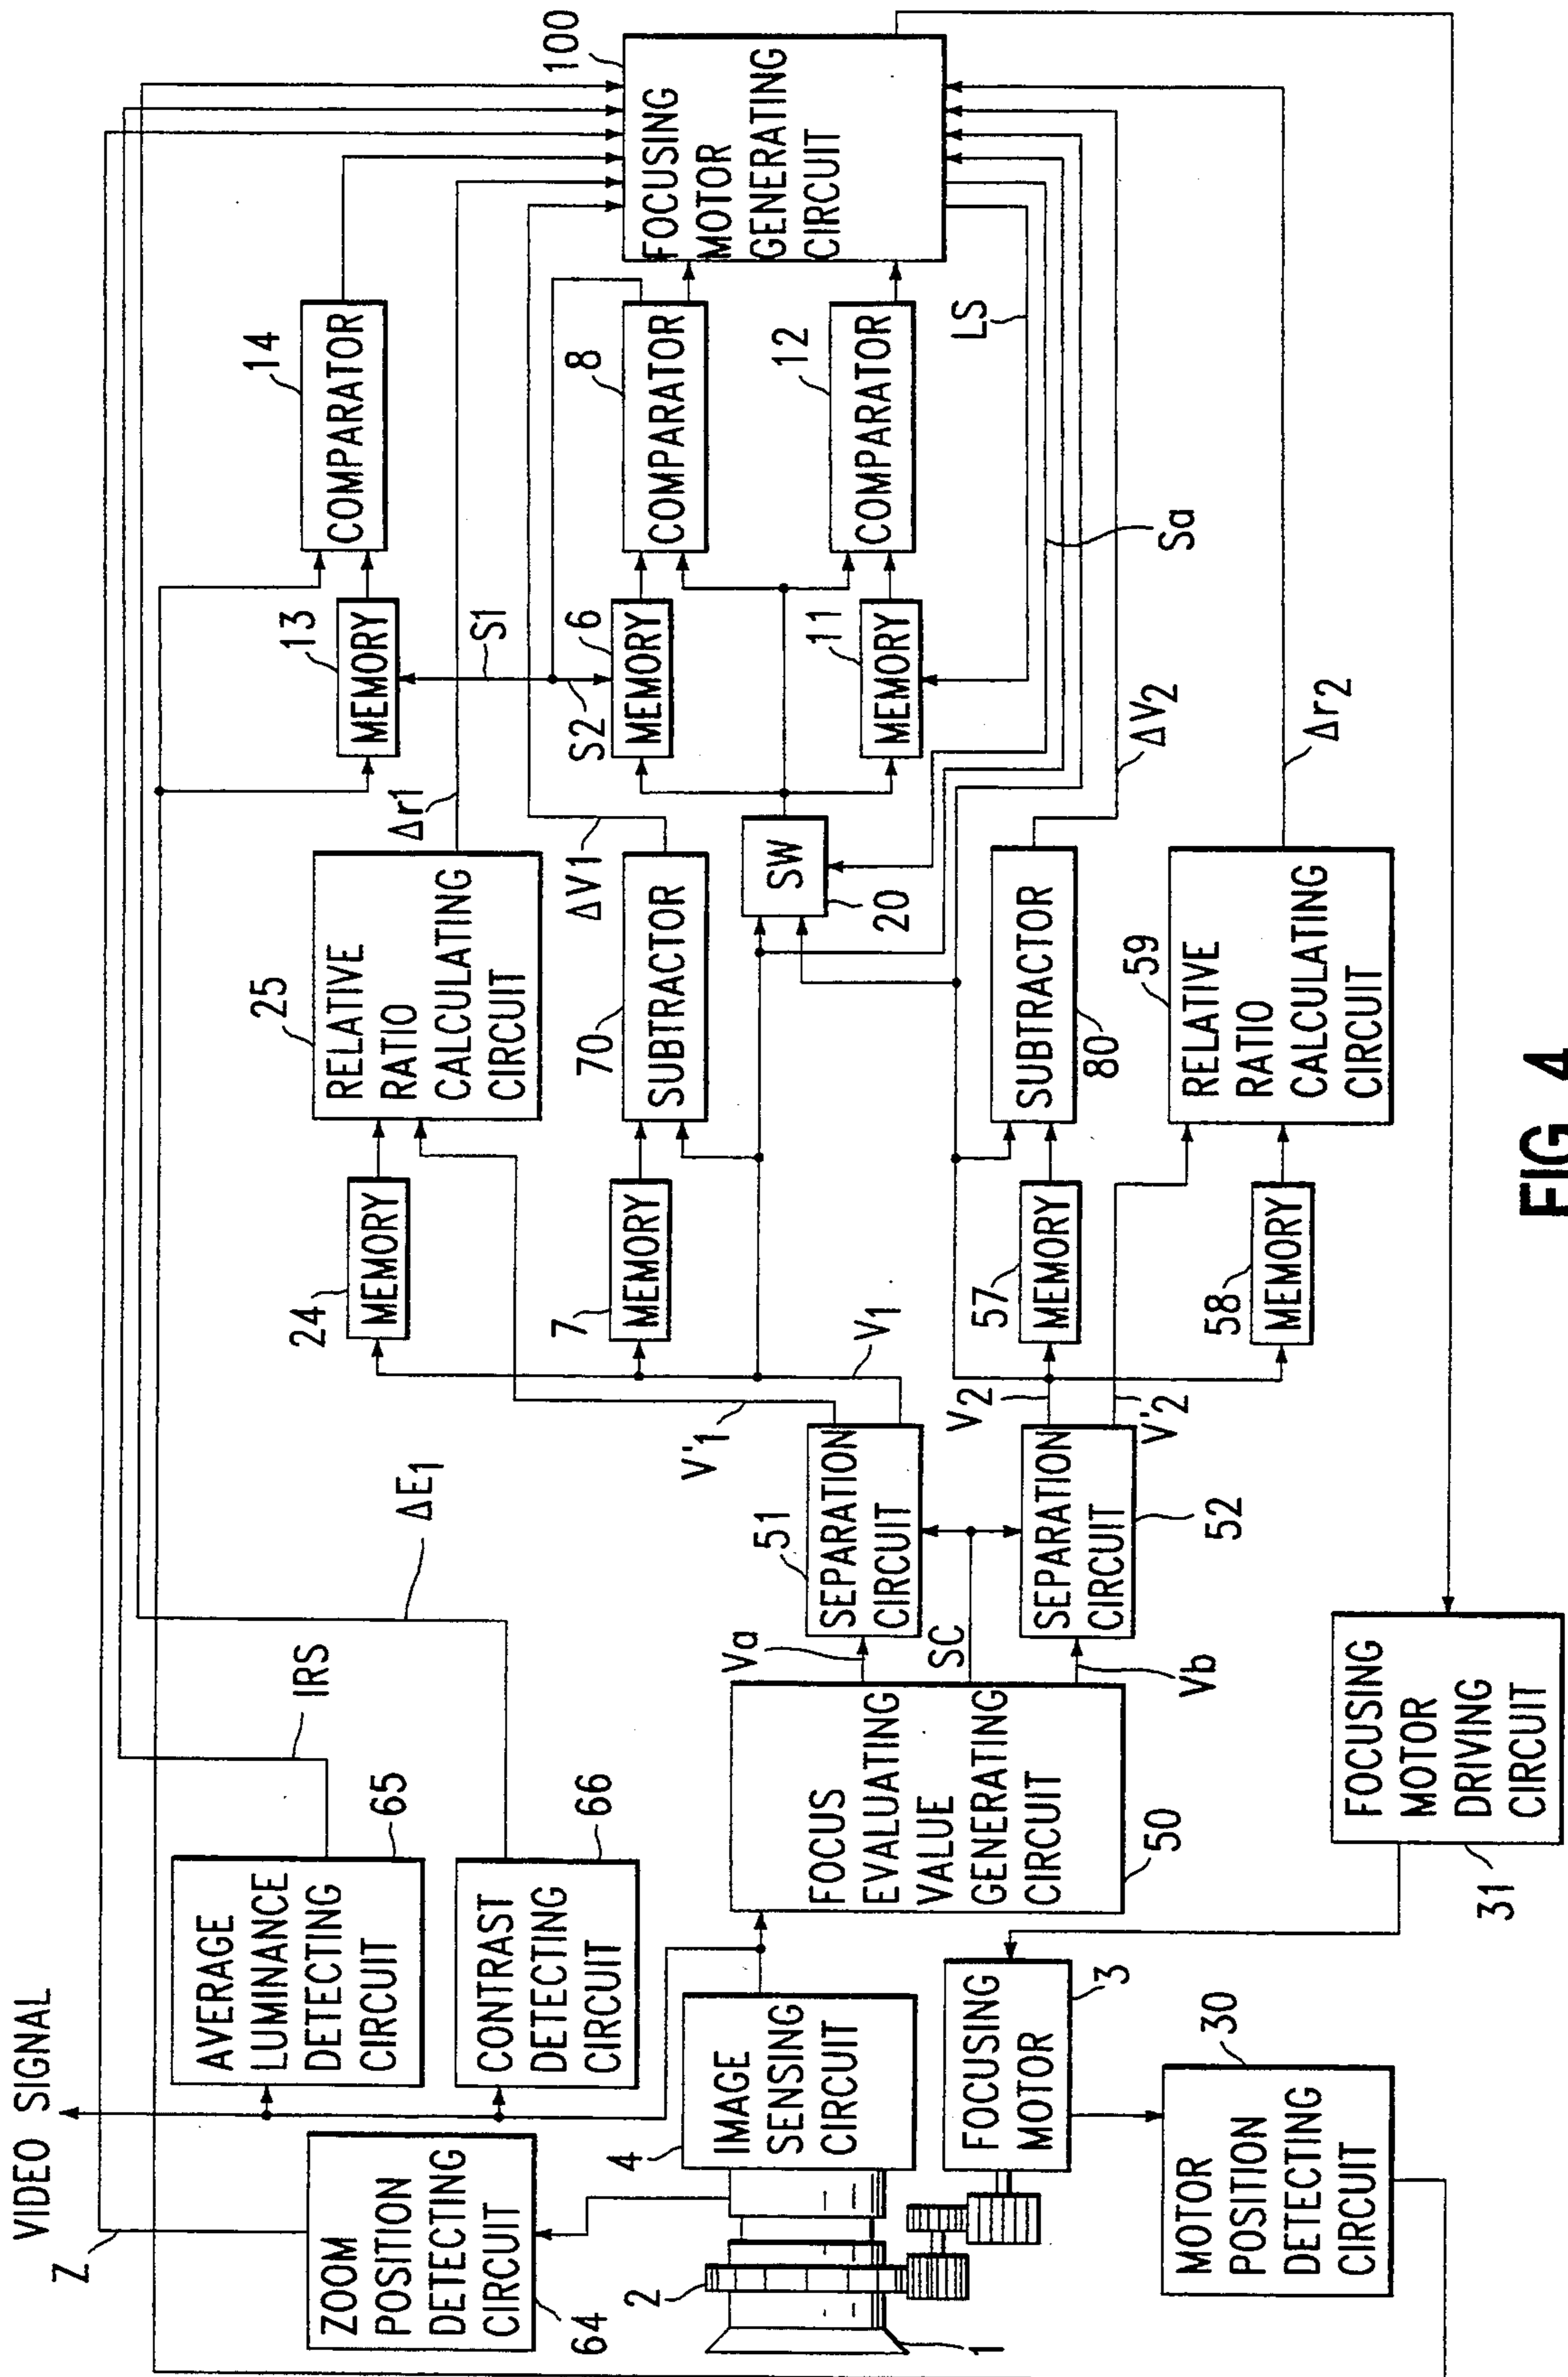 VIDEO SIGNAL
Z
ZOOM
POSITION
DETECTING
CIRCUIT
64
AVERAGE
LUMINANCE
DETECTING
CIRCUIT
65
IRS
CONTRAST
DETECTING
CIRCUIT
66
ΔE1
1
2
4
IMAGE
SENSING
CIRCUIT
FOCUSING
MOTOR
3
MOTOR
POSITION
DETECTING
CIRCUIT
30
FOCUSING
MOTOR
DRIVING
CIRCUIT
31
FOCUS
EVALUATING
VALUE
GENERATING
CIRCUIT
50
Va
SC
Vb
51
SEPARATION
CIRCUIT
SEPARATION
CIRCUIT
52
V'1
V1
V2
V'2
24
MEMORY
7
MEMORY
57
MEMORY
58
MEMORY
25
RELATIVE
RATIO
CALCULATING
CIRCUIT
70
SUBTRACTOR
SUBTRACTOR
80
59
RELATIVE
RATIO
CALCULATING
CIRCUIT
Δr1
ΔV1
SW
20
ΔV2
Δr2
13
MEMORY
S1
S2
6
MEMORY
11
MEMORY
14
COMPARATOR
8
COMPARATOR
12
COMPARATOR
LS
Sa
100
FOCUSING
MOTOR
GENERATING
CIRCUIT
FIG. 4